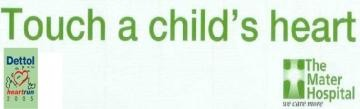 Touch a child's heart
Dettol
heartrun
2005
The
Mater
Hospital
we care more